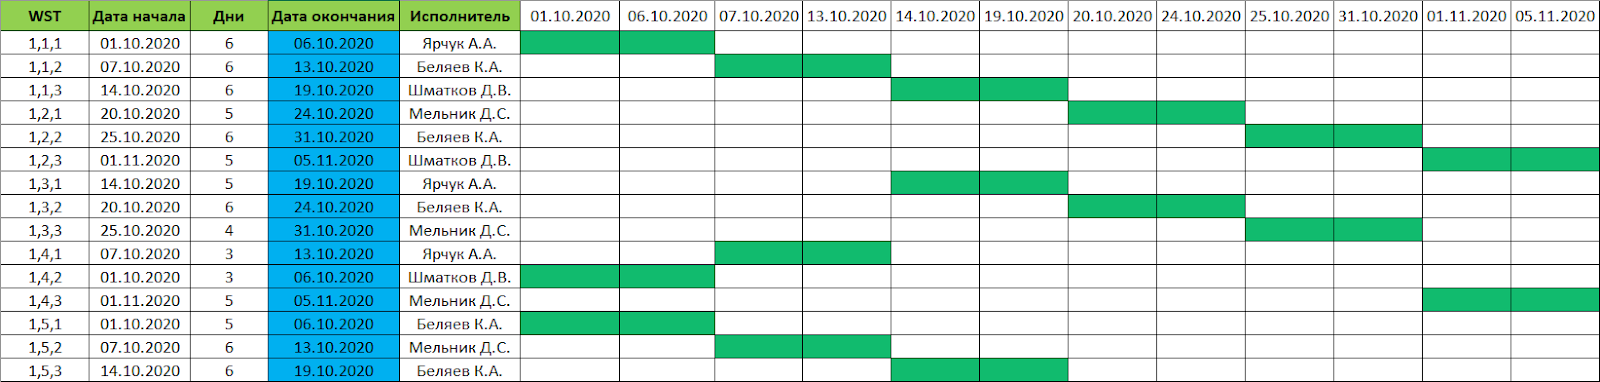 WST Дата начала Дни Дата окончания Исполнитель 01.10.2020 06.10.2020 07.10.2020 13.10.2020 14.10.2020 19.10.2020 20.10.2020 24.10.2020 25.10.2020 31.10.2020 01.11.2020 05.11.2020
1,1,1 01.10.2020 6 06.10.2020 Ярчук А.А.
1,1,2 07.10.2020 6 13.10.2020 Беляев К.А.
1,1,3 14.10.2020 6 19.10.2020 Шматков Д.В.
1,2,1 20.10.2020 5 24.10.2020 Мельник Д.С.
1,2,2 25.10.2020 6 31.10.2020 Беляев К.А.
1,2,3 01.11.2020 5 05.11.2020 Шматков Д.В.
1,3,1 14.10.2020 5 19.10.2020 Ярчук А.А.
1,3,2 20.10.2020 6 24.10.2020 Беляев К.А.
1,3,3 25.10.2020 4 31.10.2020 Мельник Д.С.
1,4,1 07.10.2020 3 13.10.2020 Ярчук А.А.
1,4,2 01.10.2020 3 06.10.2020 Шматков Д.В.
1,4,3 01.11.2020 5 05.11.2020 Мельник Д.С.
1,5,1 01.10.2020 5 06.10.2020 Беляев К.А.
1,5,2 07.10.2020 6 13.10.2020 Мельник Д.С.
1,5,3 14.10.2020 6 19.10.2020 Беляев К.А.